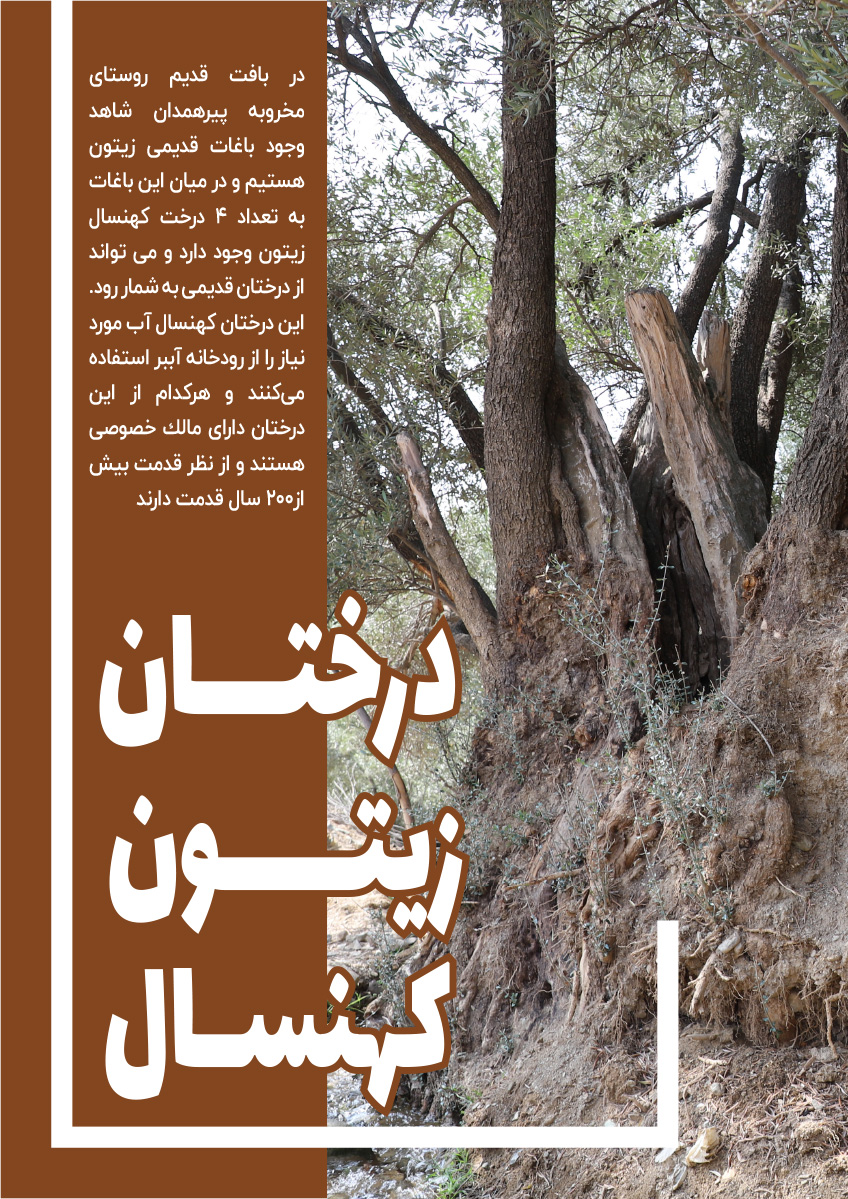 در بافت قدیم روستای
مخروبه پیرهمدان شاهد
وجود باغات قدیمی زیتون
هستیم و در میان این باغات
به تعداد ۴ درخت کهنسال
زیتون وجود دارد و می تواند
از درختان قدیمی به شمار رود.
این درختان کهنسال آب مورد
نیاز را از رودخانه آببر استفاده
می‌کنند و هرکدام از این
درختان دارای مالك خصوصی
هستند و از نظر قدمت بیش
از۲۰۰ سال قدمت دارند
درختان
زیتون
کهنسال